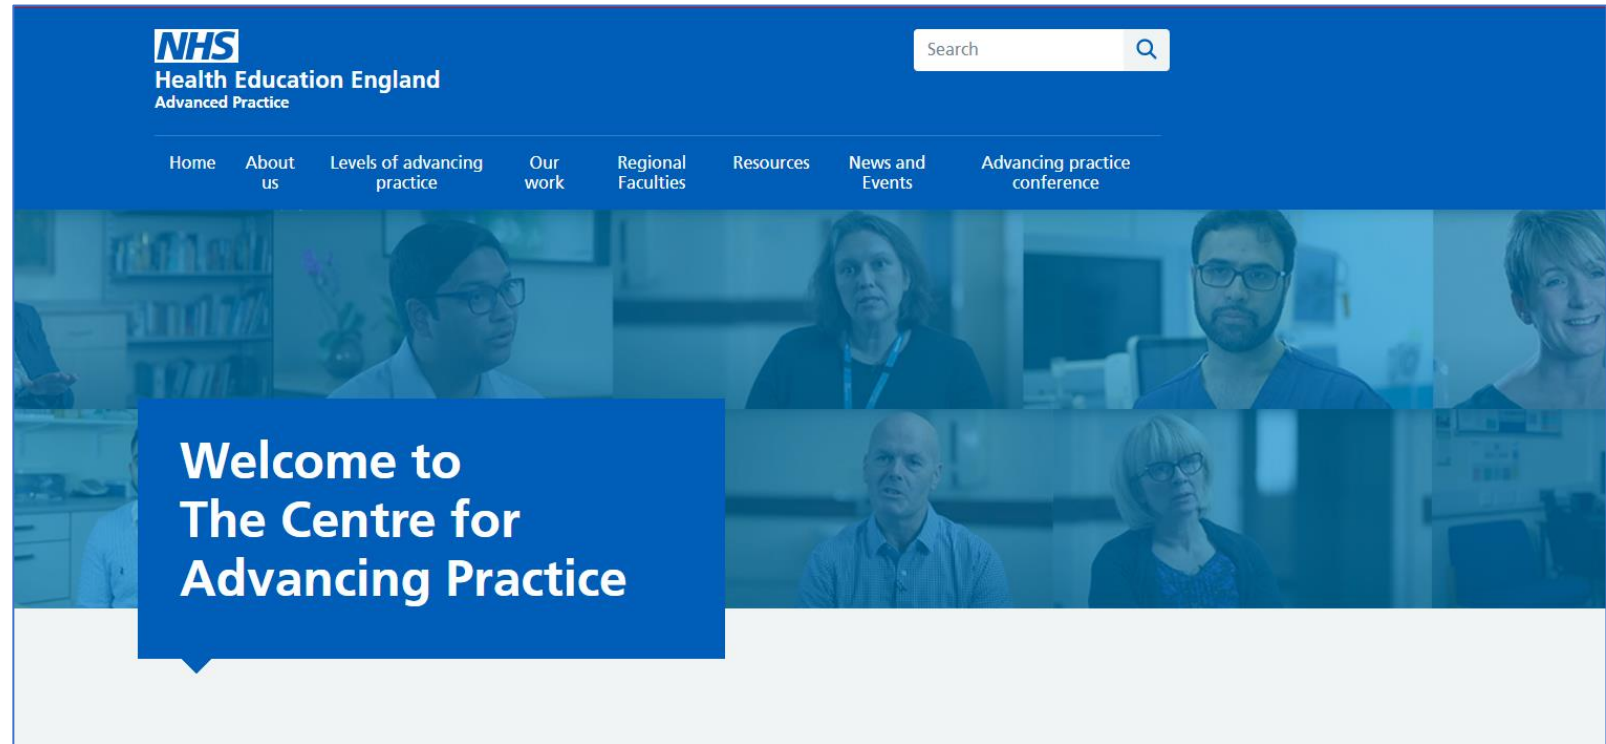 NHS
Health Education England
Advanced Practice
Search
Home
About
us
Levels of advancing
practice
Our
work
Regional
Faculties
Resources
News and
Events
Advancing practice
conference
Welcome to
The Centre for
Advancing Practice